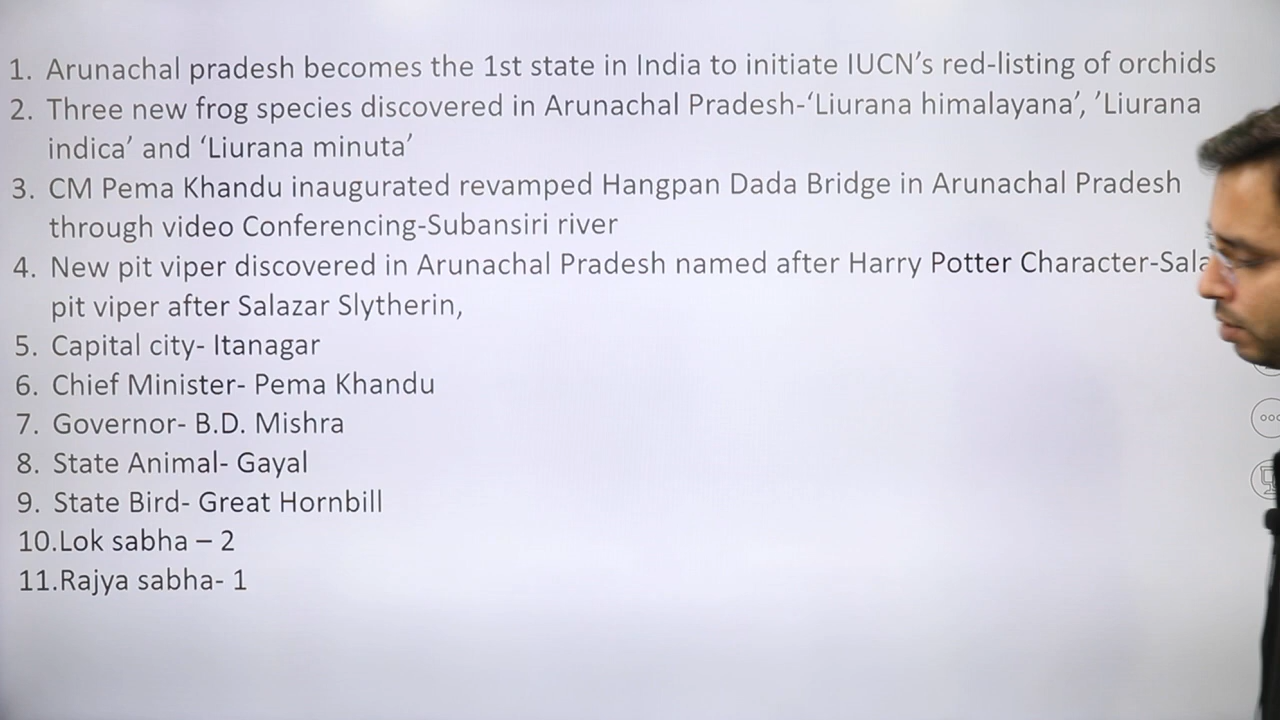 1. Arunachal pradesh becomes the 1st state in India to initiate IUCN’s red-listing of orchids
2. Three new frog species discovered in Arunachal Pradesh-‘Liurana himalayana’, ’Liurana
indica’ and ‘Liurana minuta’
3. CM Pema Khandu inaugurated revamped Hangpan Dada Bridge in Arunachal Pradesh
through video Conferencing-Subansiri river
4. New pit viper discovered in Arunachal Pradesh named after Harry Potter Character-
pit viper after Salazar Slytherin,
5. Capital city- Itanagar
6. Chief Minister- Pema Khandu
7. Governor- B.D. Mishra
8. State Animal- Gayal
9. State Bird- Great Hornbill
10.Lok sabha – 2
11.Rajya sabha- 1